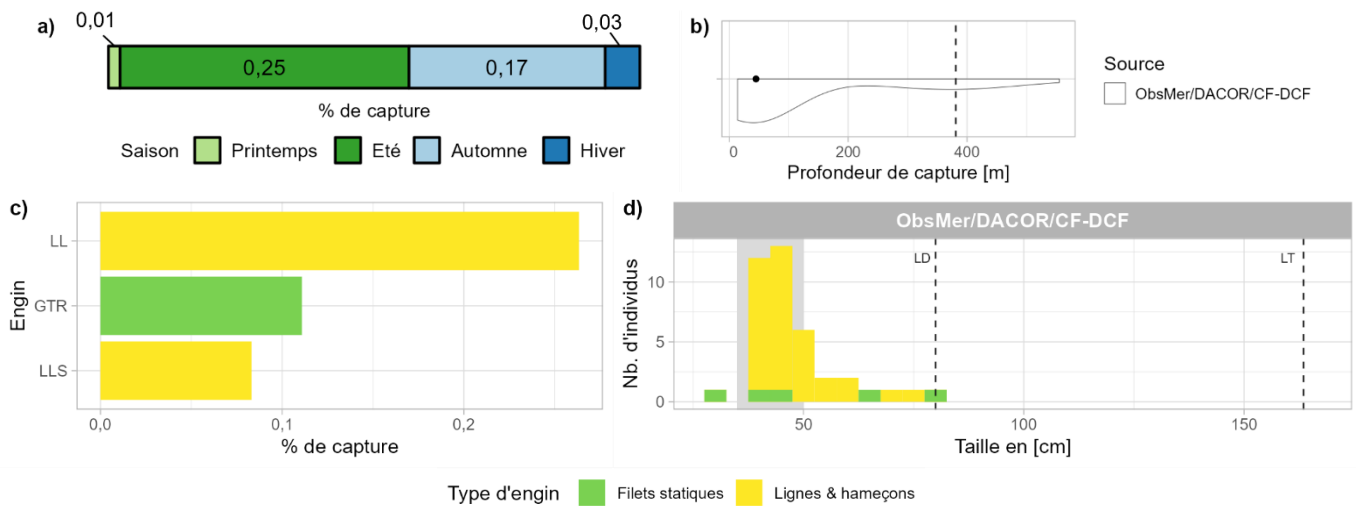 a)
0,01
0,03
0,25
0,17
% de capture
Saison Printemps Eté Automne Hiver
b)
0 200 400
Profondeur de capture [m]
Source
ObsMer/DACOR/CF-DCF
c)
Engin
LL
GTR
LLS
0,0 0,1 0,2
% de capture
d)
ObsMer/DACOR/CF-DCF
LD
LT
Nb. d'individus
10
5
0
50 100 150
Taille en [cm]
Type d'engin Filets statiques Lignes & hameçons